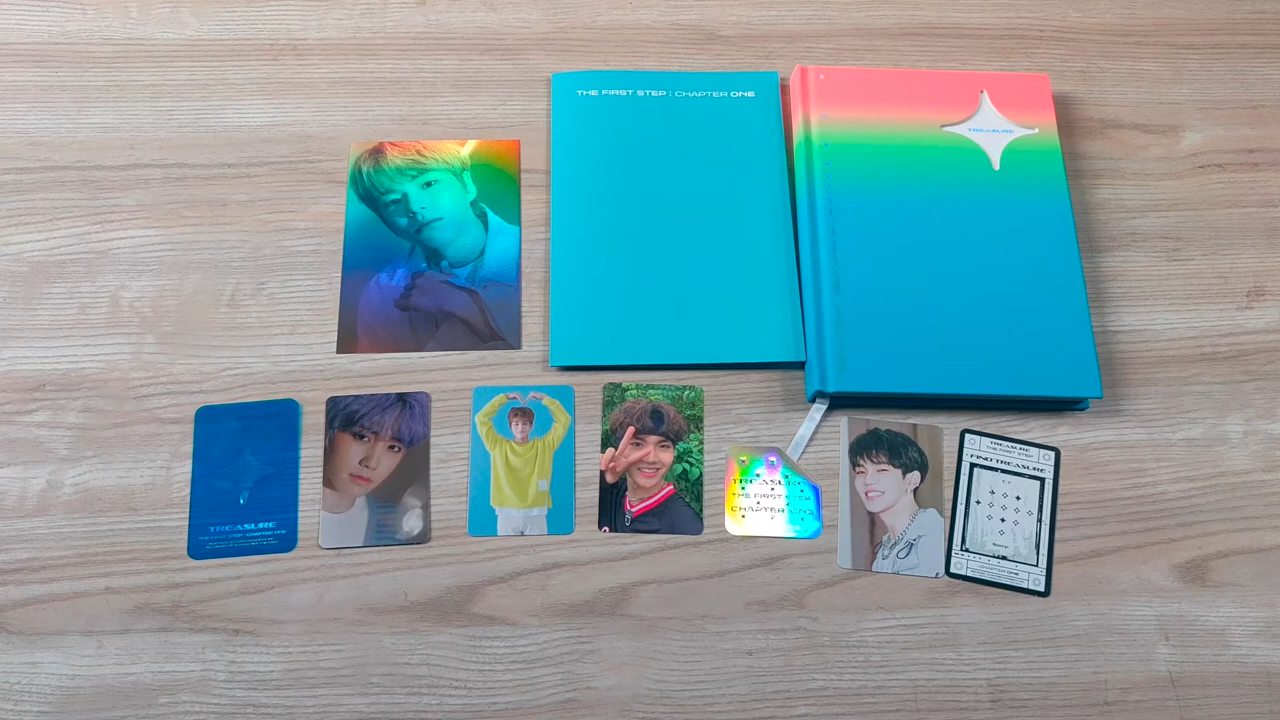 THE FIRST STEP : CHAPTER ONE
TREASURE
TREASURE
THE FIRST STEP : CHAPTER ONE
TREASURE
THE FIRST STEP
CHAPTER ONE
TREASURE
THE FIRST STEP
FIND TREASURE
Sorry!
CHAPTER ONE